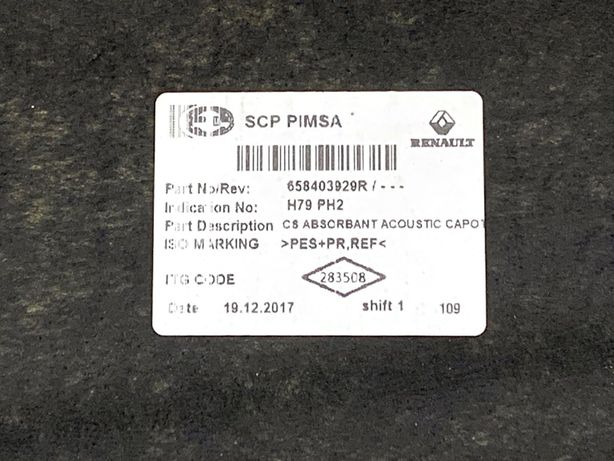 SCP PIMSA
RENAULT
Part No/Rev: 658403929R / - - -
Indication No: H79 PH2
Part Description CS ABSORBANT ACOUSTIC CAPOT
ISO MARKING >PES+PR,REF<
ITG CODE 283508
Date 19.12.2017 shift 1 109